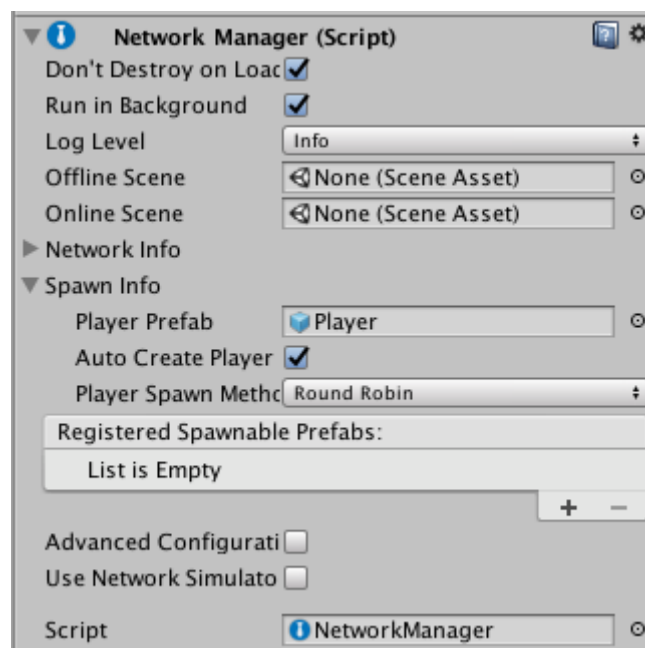 Network Manager (Script)
Don't Destroy on Loac
Run in Background
Log Level Info
Offline Scene None (Scene Asset)
Online Scene None (Scene Asset)
Network Info
Spawn Info
Player Prefab Player
Auto Create Player
Player Spawn Methc Round Robin
Registered Spawnable Prefabs:
List is Empty
+ −
Advanced Configurati
Use Network Simulato
Script NetworkManager